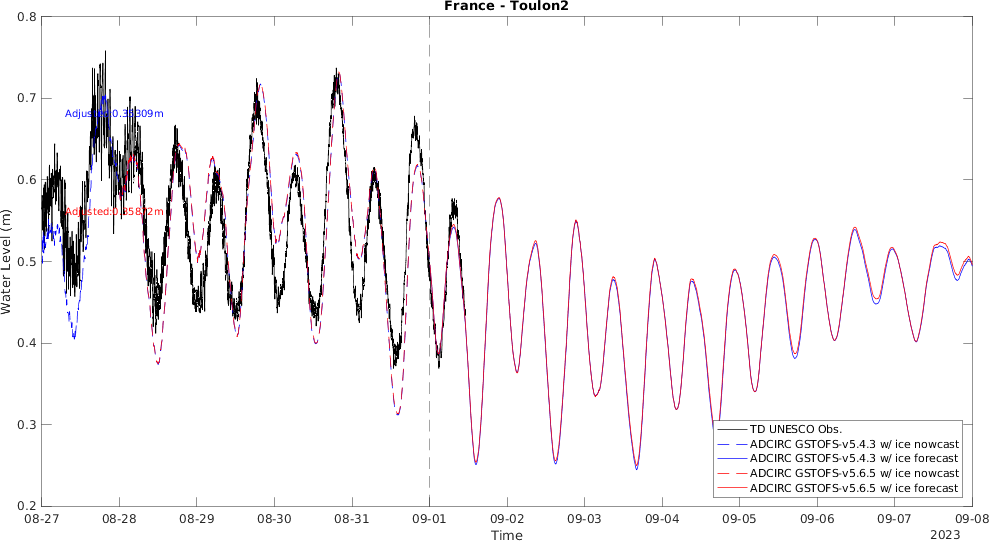 France - Toulon2
0.8
0.7
0.6
0.5
0.4
0.3
0.2
Water Level (m)
Adjusted:0.33309m
TD UNESCO Obs.
ADCIRC GSTOFS-v5.4.3 w/ ice nowcast
ADCIRC GSTOFS-v5.4.3 w/ ice forecast
ADCIRC GSTOFS-v5.6.5 w/ ice nowcast
ADCIRC GSTOFS-v5.6.5 w/ ice forecast
08-27 08-28 08-29 08-30 08-31 09-01 09-02 09-03 09-04 09-05 09-06 09-07 09-08
Time
2023